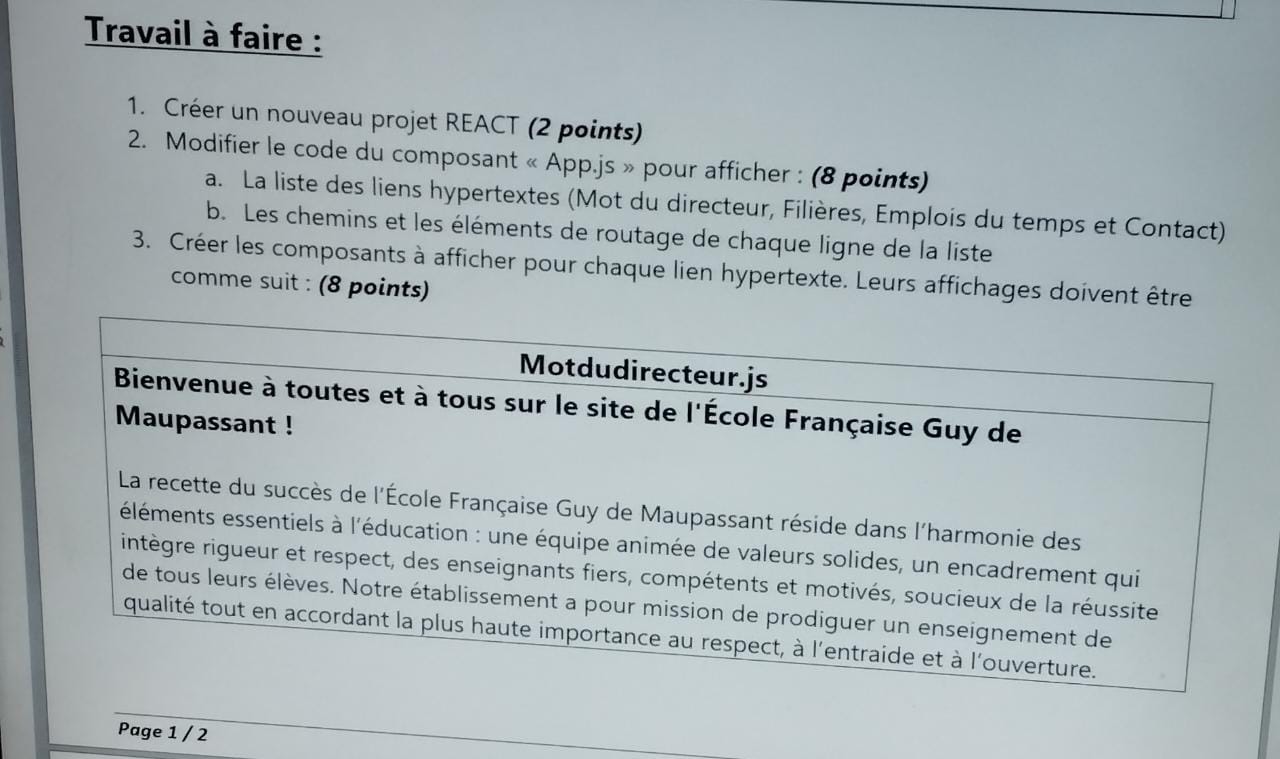 Travail à faire :
1. Créer un nouveau projet REACT (2 points)
2. Modifier le code du composant « App.js » pour afficher : (8 points)
a. La liste des liens hypertextes (Mot du directeur, Filières, Emplois du temps et Contact)
b. Les chemins et les éléments de routage de chaque ligne de la liste
3. Créer les composants à afficher pour chaque lien hypertexte. Leurs affichages doivent être
comme suit : (8 points)
Motdudirecteur.js
Bienvenue à toutes et à tous sur le site de l'École Française Guy de
Maupassant !
La recette du succès de l'École Française Guy de Maupassant réside dans l'harmonie des
éléments essentiels à l'éducation : une équipe animée de valeurs solides, un encadrement qui
intègre rigueur et respect, des enseignants fiers, compétents et motivés, soucieux de la réussite
de tous leurs élèves. Notre établissement a pour mission de prodiguer un enseignement de
qualité tout en accordant la plus haute importance au respect, à l'entraide et à l'ouverture.
Page 1 / 2